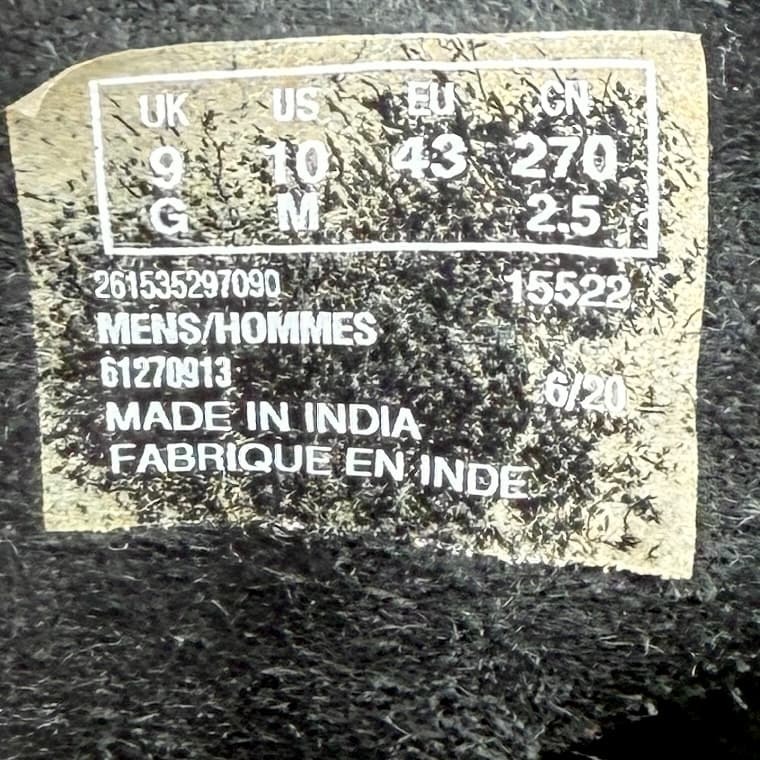 UK US EU CN
9 10 43 270
G M 2.5
261535297090 15522
MENS/HOMMES
61270913 6/20
MADE IN INDIA
FABRIQUE EN INDE